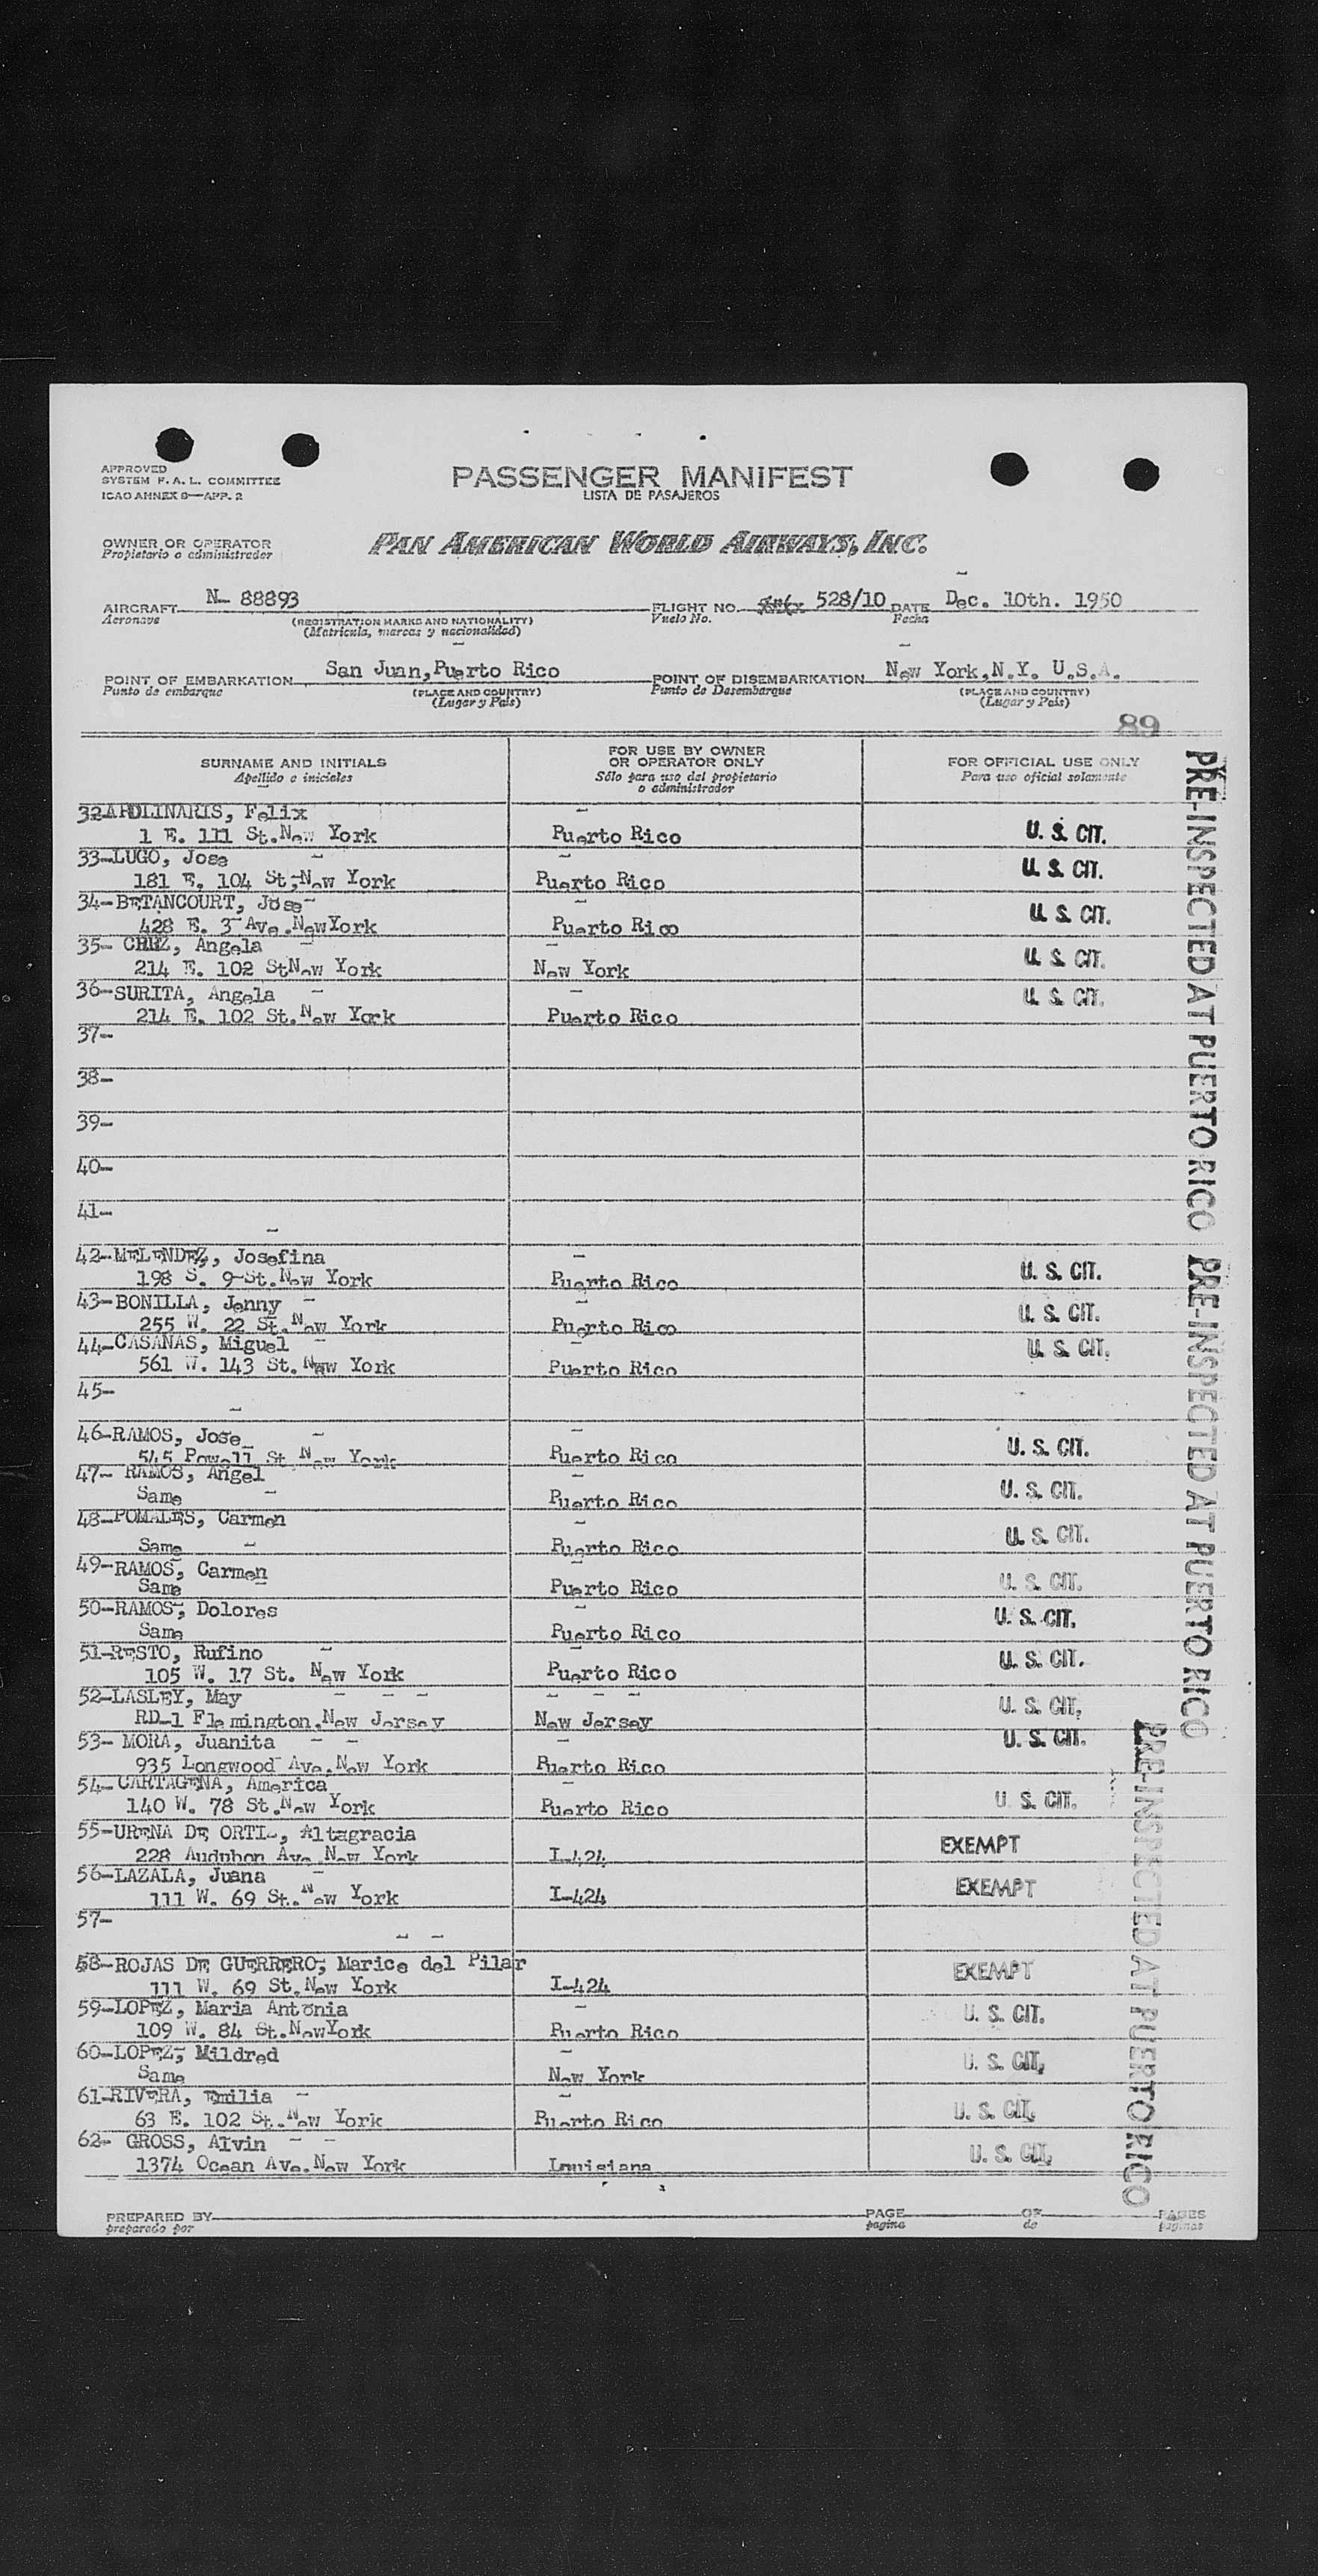 APPROVED
SYSTEM F. A. L. COMMITTEE
ICAO ANNEX 9—APP. 2
PASSENGER MANIFEST
LISTA DE PASAJEROS
OWNER OR OPERATOR
Propietario o administrador
PAN AMERICAN WORLD AIRWAYS, INC.
AIRCRAFT N- 88893 FLIGHT NO. 528/10 DATE Dec. 10th. 1950
Aeronave (REGISTRATION MARKS AND NATIONALITY) Vuelo No. Fecha
(Matricula, marcas y nacionalidad)
POINT OF EMBARKATION San Juan, Puerto Rico POINT OF DISEMBARKATION New York, N.Y. U.S.A.
Punto de embarque (PLACE AND COUNTRY) Punto de Desembarque (PLACE AND COUNTRY)
(Lugar y País) (Lugar y País)
89
SURNAME AND INITIALS FOR USE BY OWNER OR OPERATOR ONLY FOR OFFICIAL USE ONLY
Apellido e iniciales Sólo para uso del propietario o administrador Para uso oficial solamente
32-APOLINARIS, Felix
1 E. 111 St. New York Puerto Rico U. S. CIT.
33-LUGO, Jose
181 E. 104 St, New York Puerto Rico U. S. CIT.
34-BETANCOURT, Jose
428 E. 3 Ave. NewYork Puerto Rico U. S. CIT.
35- CRUZ, Angela
214 E. 102 StNew York New York U. S. CIT.
36-SURITA, Angela
214 E. 102 St. New York Puerto Rico U. S. CIT.
37-
38-
39-
40-
41-
42-MELENDEZ, Josefina
198 S. 9-St. New York Puerto Rico U. S. CIT.
43-BONILLA, Jenny
255 W. 22 St. New York Puerto Rico U. S. CIT.
44-CASANAS, Miguel
561 W. 143 St. New York Puerto Rico U. S. CIT.
45-
46-RAMOS, Jose
545 Powell St New York Puerto Rico U. S. CIT.
47- RAMOS, Angel
Same Puerto Rico U. S. CIT.
48-POMALES, Carmen
Same Puerto Rico U. S. CIT.
49-RAMOS, Carmen
Same Puerto Rico U. S. CIT.
50-RAMOS, Dolores
Same Puerto Rico U. S. CIT.
51-RESTO, Rufino
105 W. 17 St. New York Puerto Rico U. S. CIT.
52-LASLEY, May
RD-1 Flemington, New Jersey New Jersey U. S. CIT.
53- MORA, Juanita
935 Longwood Ave. New York Puerto Rico U. S. CIT.
54- CARTAGENA, America
140 W. 78 St. New York Puerto Rico U. S. CIT.
55-URENA DE ORTI-, Altagracia
228 Audubon Ave New York I-424 EXEMPT
56-LAZALA, Juana
111 W. 69 St. New York I-424 EXEMPT
57-
58-ROJAS DE GUERRERO, Marice del Pilar
111 W. 69 St. New York I-424 EXEMPT
59-LOPEZ, Maria Antonia
109 W. 84 St. NewYork Puerto Rico U. S. CIT.
60-LOPEZ, Mildred
Same New York U. S. CIT.
61-RIVERA, Emilia
63 E. 102 St. New York Puerto Rico U. S. CIT.
62- GROSS, Alvin
1374 Ocean Ave. New York Louisiana U. S. CIT.
PRE-INSPECTED AT PUERTO RICO
PRE-INSPECTED AT PUERTO RICO
PRE-INSPECTED AT PUERTO RICO
PREPARED BY PAGE OF PAGES
preparado por pagina de paginas